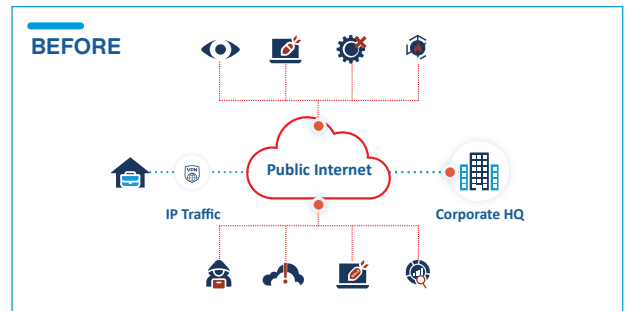 BEFORE
Public Internet
VPN
IP Traffic
Corporate HQ